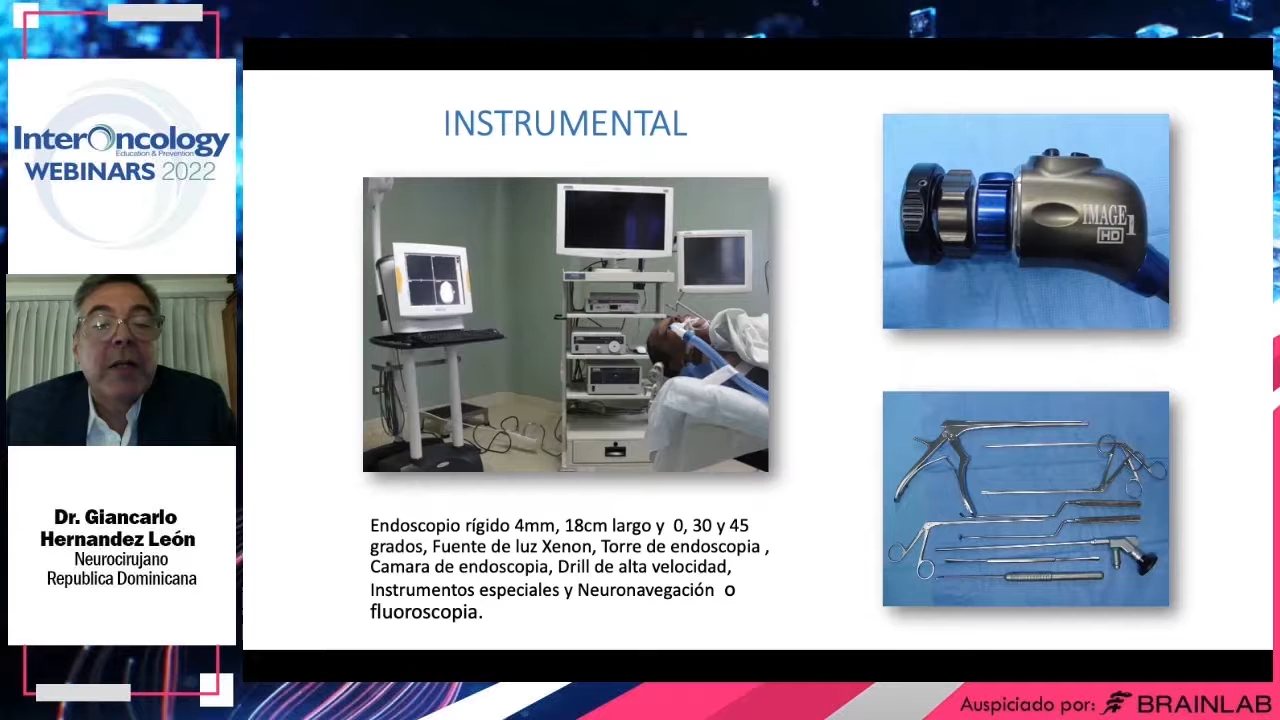 InterOncology
Education & Prevention
WEBINARS 2022
Dr. Giancarlo
Hernandez León
Neurocirujano
Republica Dominicana
INSTRUMENTAL
IMAGE 1
HD
Endoscopio rígido 4mm, 18cm largo y 0, 30 y 45
grados, Fuente de luz Xenon, Torre de endoscopia ,
Camara de endoscopia, Drill de alta velocidad,
Instrumentos especiales y Neuronavegación o
fluoroscopia.
Auspiciado por: BRAINLAB